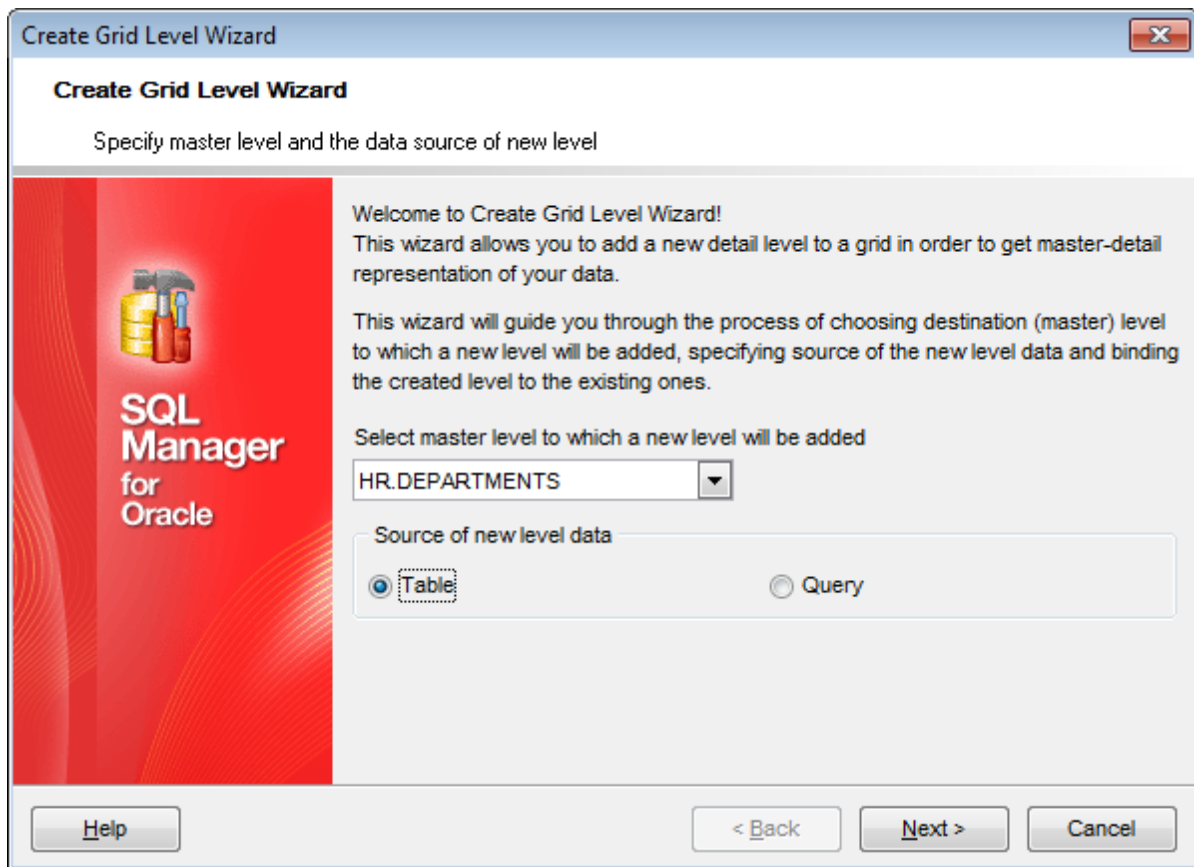 Create Grid Level Wizard
Create Grid Level Wizard
Specify master level and the data source of new level
Welcome to Create Grid Level Wizard!
This wizard allows you to add a new detail level to a grid in order to get master-detail
representation of your data.
This wizard will guide you through the process of choosing destination (master) level
to which a new level will be added, specifying source of the new level data and binding
the created level to the existing ones.
SQL
Manager
for
Oracle
Select master level to which a new level will be added
HR.DEPARTMENTS
Source of new level data
Table
Query
Help
< Back
Next >
Cancel